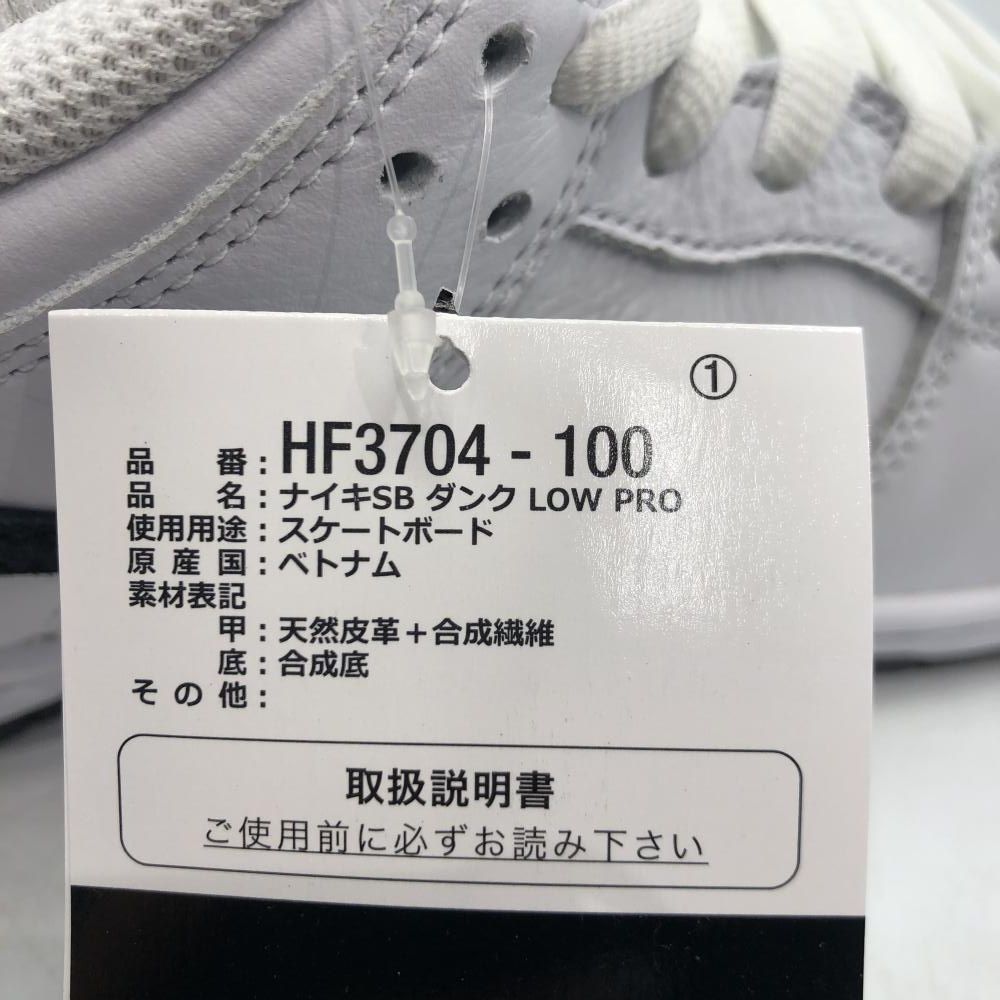 ①
品 番 : HF3704 - 100
品 名 : ナイキSB ダンク LOW PRO
使用用途 : スケートボード
原産国 : ベトナム
素材表記
甲 : 天然皮革＋合成繊維
底 : 合成底
その他 :
取扱説明書
ご使用前に必ずお読み下さい